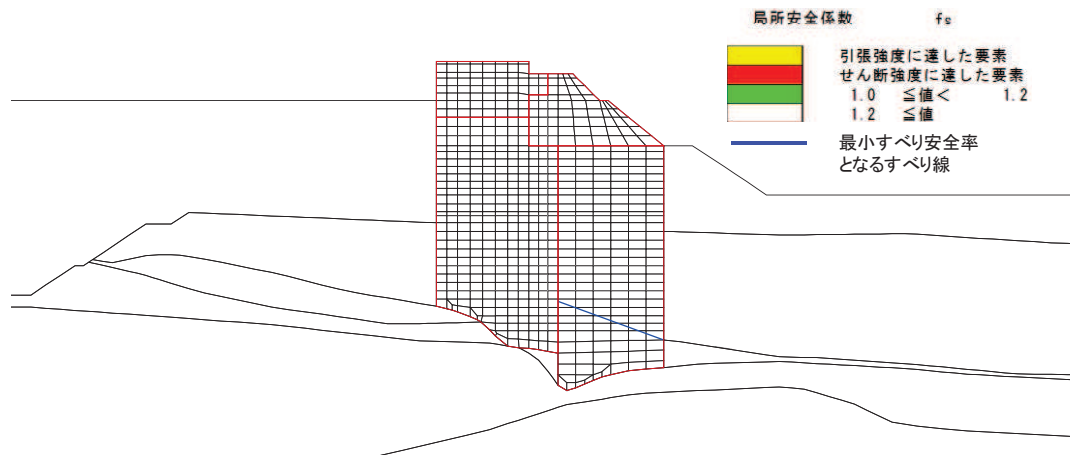 局所安全係数 fs
引張強度に達した要素
せん断強度に達した要素
1.0 ≦値< 1.2
1.2 ≦値
最小すべり安全率
となるすべり線